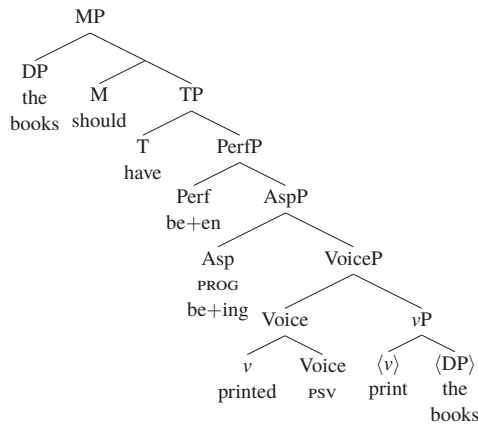 MP
DP
the
books
M
should
TP
T
have
PerfP
Perf
be+en
AspP
Asp
PROG
be+ing
VoiceP
Voice
vP
v
printed
Voice
PSV
⟨v⟩
print
⟨DP⟩
the
books